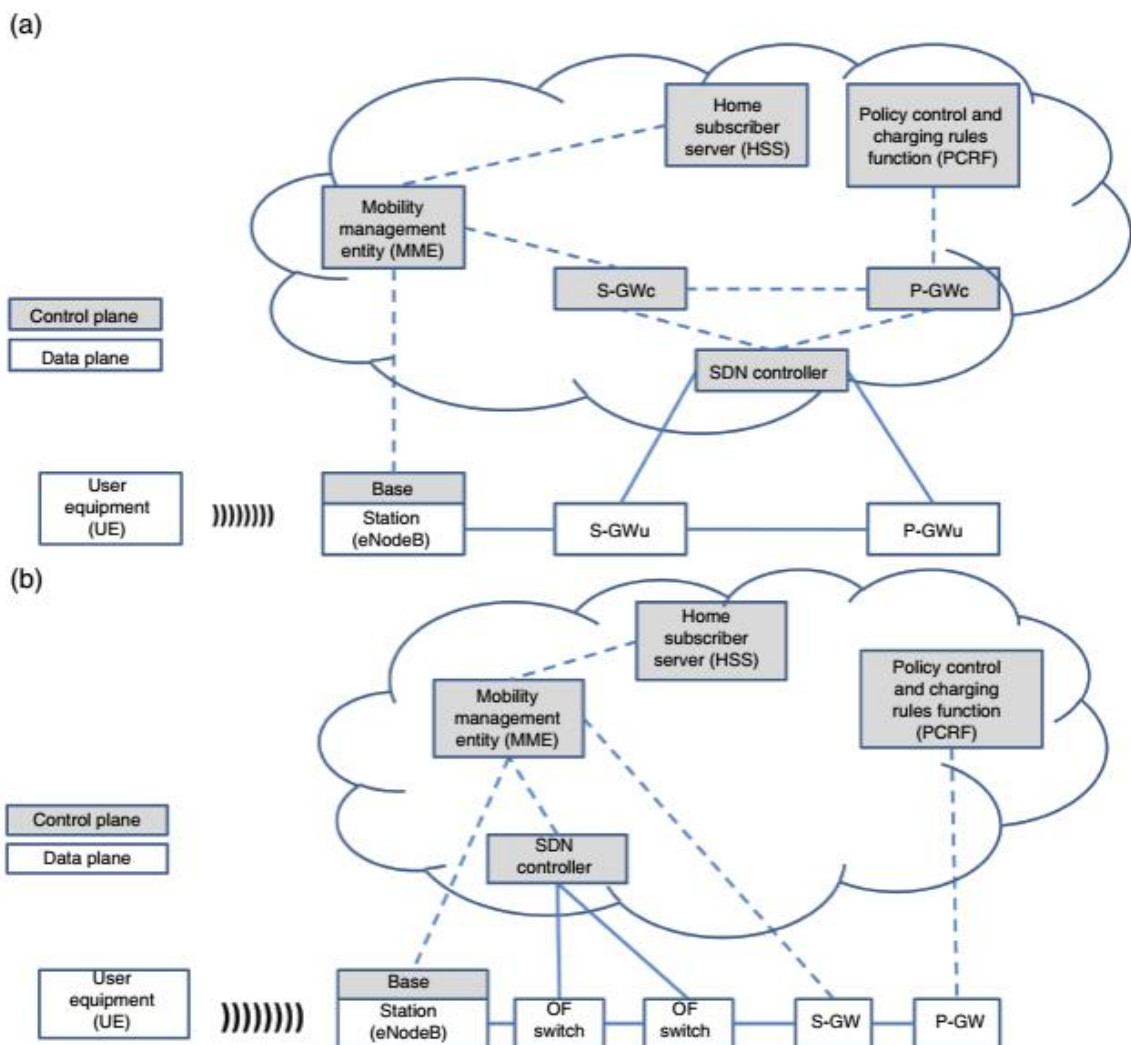 (a)
Home
subscriber
server (HSS)
Policy control and
charging rules
function (PCRF)
Mobility
management
entity (MME)
S-GWc
P-GWc
Control plane
Data plane
SDN controller
User
equipment
(UE)
Base
Station
(eNodeB)
S-GWu
P-GWu
(b)
Home
subscriber
server (HSS)
Policy control
and charging
rules function
(PCRF)
Mobility
management
entity (MME)
Control plane
Data plane
SDN
controller
User
equipment
(UE)
Base
Station
(eNodeB)
OF
switch
OF
switch
S-GW
P-GW